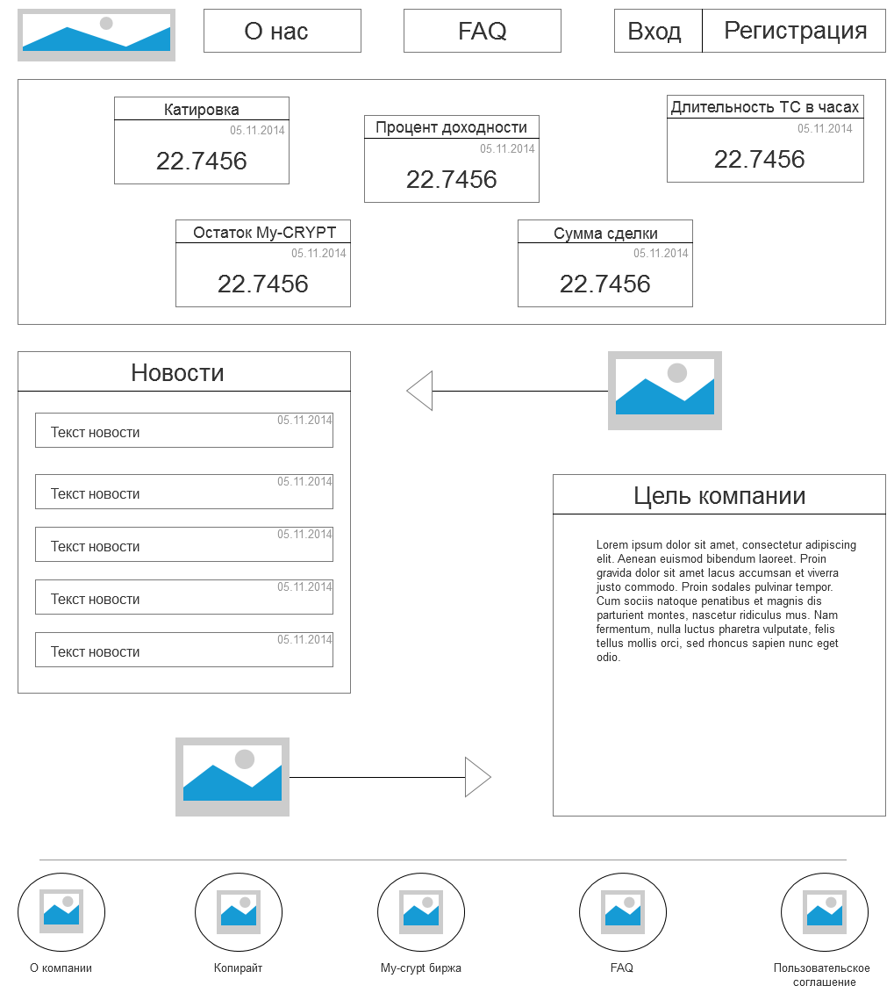 О нас
FAQ
Вход
Регистрация
Катировка
05.11.2014
22.7456
Процент доходности
05.11.2014
22.7456
Длительность ТС в часах
05.11.2014
22.7456
Остаток My-CRYPT
05.11.2014
22.7456
Сумма сделки
05.11.2014
22.7456
Новости
05.11.2014
Текст новости
05.11.2014
Текст новости
05.11.2014
Текст новости
05.11.2014
Текст новости
05.11.2014
Текст новости
Цель компании
Lorem ipsum dolor sit amet, consectetur adipiscing
elit. Aenean euismod bibendum laoreet. Proin
gravida dolor sit amet lacus accumsan et viverra
justo commodo. Proin sodales pulvinar tempor.
Cum sociis natoque penatibus et magnis dis
parturient montes, nascetur ridiculus mus. Nam
fermentum, nulla luctus pharetra vulputate, felis
tellus mollis orci, sed rhoncus sapien nunc eget
odio.
О компании
Копирайт
My-crypt биржа
FAQ
Пользовательское
соглашение